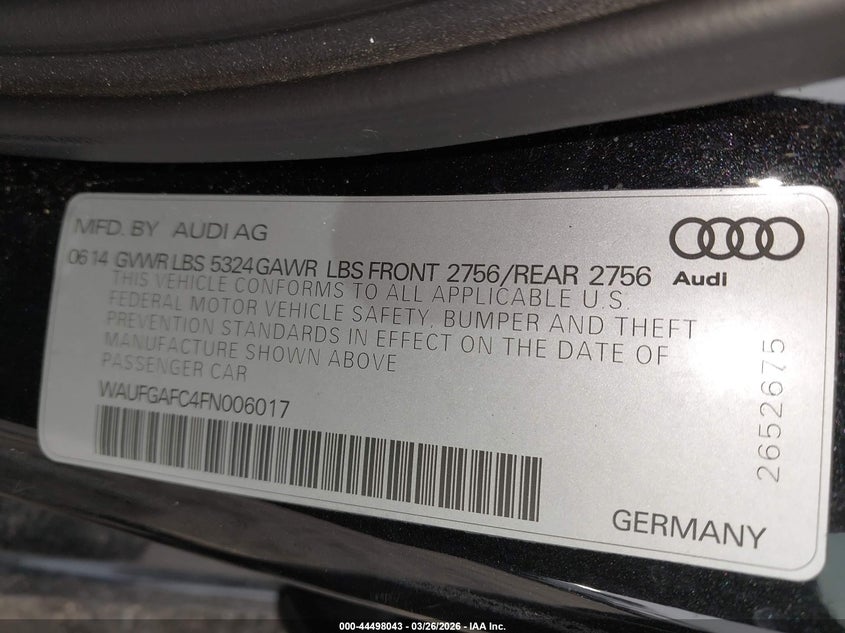 MFD. BY AUDI AG
0614 GVWR LBS 5324 GAWR LBS FRONT 2756/REAR 2756
Audi
THIS VEHICLE CONFORMS TO ALL APPLICABLE U.S
FEDERAL MOTOR VEHICLE SAFETY, BUMPER AND THEFT
PREVENTION STANDARDS IN EFFECT ON THE DATE OF
MANUFACTURE SHOWN ABOVE
PASSENGER CAR
WAUFGAFC4FN006017
2652675
GERMANY
000-44498043 — 03/26/2026 — IAA Inc.